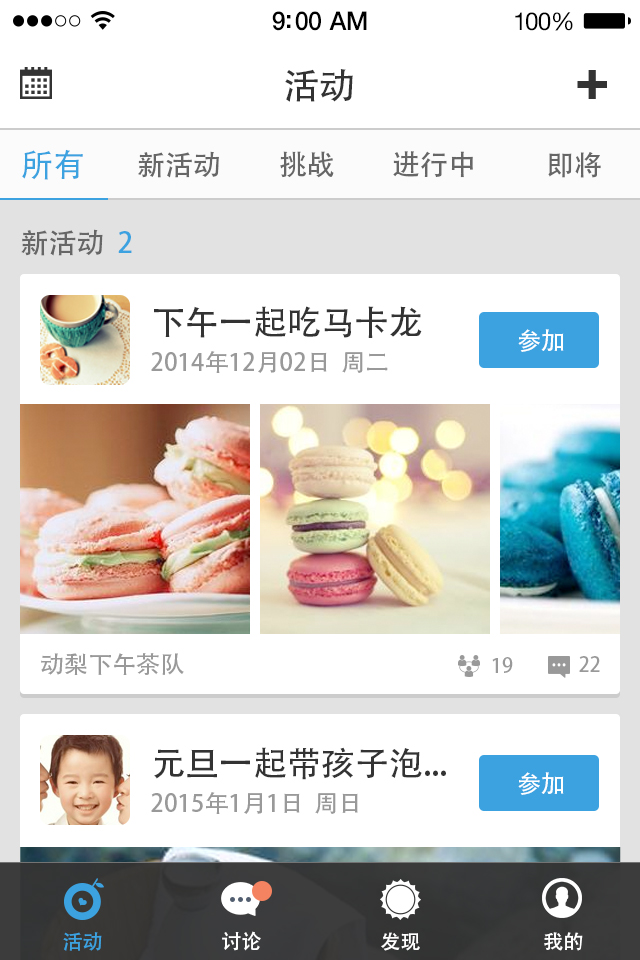 9:00 AM 100%
活动
所有 新活动 挑战 进行中 即将
新活动 2
下午一起吃马卡龙
2014年12月02日 周二
参加
动梨下午茶队 19 22
元旦一起带孩子泡...
2015年1月1日 周日
参加
活动 讨论 发现 我的